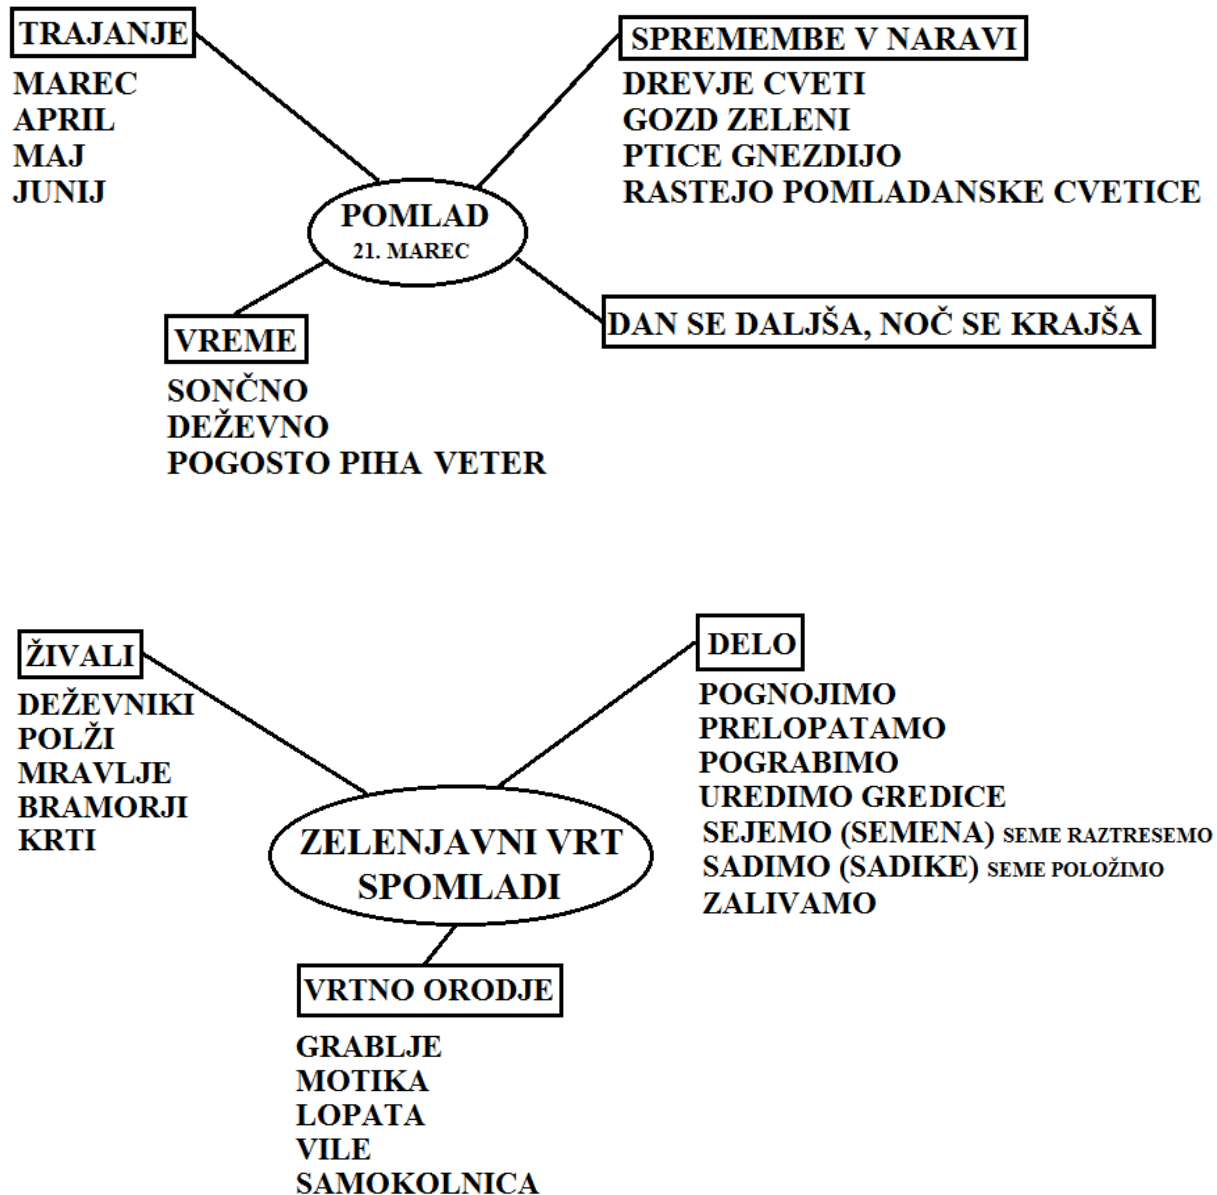 TRAJANJE
MAREC
APRIL
MAJ
JUNIJ
SPREMEMBE V NARAVI
DREVJE CVETI
GOZD ZELENI
PTICE GNEZDIJO
RASTEJO POMLADANSKE CVETICE
POMLAD
21. MAREC
VREME
SONČNO
DEŽEVNO
POGOSTO PIHA VETER
DAN SE DALJŠA, NOČ SE KRAJŠA
ŽIVALI
DEŽEVNIKI
POLŽI
MRAVLJE
BRAMORJI
KRTI
DELO
POGNOJIMO
PRELOPATAMO
POGRABIMO
UREDIMO GREDICE
SEJEMO (SEMENA) SEME RAZTRESEMO
SADIMO (SADIKE) SEME POLOŽIMO
ZALIVAMO
ZELENJAVNI VRT
SPOMLADI
VRTNO ORODJE
GRABLJE
MOTIKA
LOPATA
VILE
SAMOKOLNICA